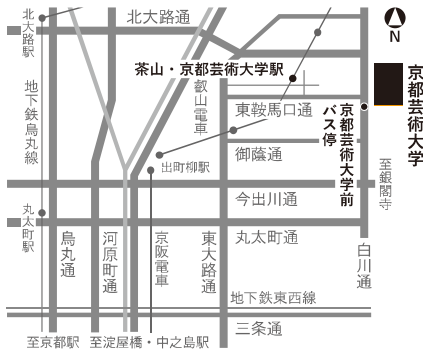 北大路通
北大路駅
N
茶山・京都芸術大学駅
京都芸術大学
地下鉄烏丸線
叡山電車
東鞍馬口通
京都芸術大学前
バス停
御蔭通
出町柳駅
至銀閣寺
今出川通
丸太町駅
丸太町通
烏丸通
河原町通
京阪電車
東大路通
白川通
地下鉄東西線
三条通
至京都駅
至淀屋橋・中之島駅